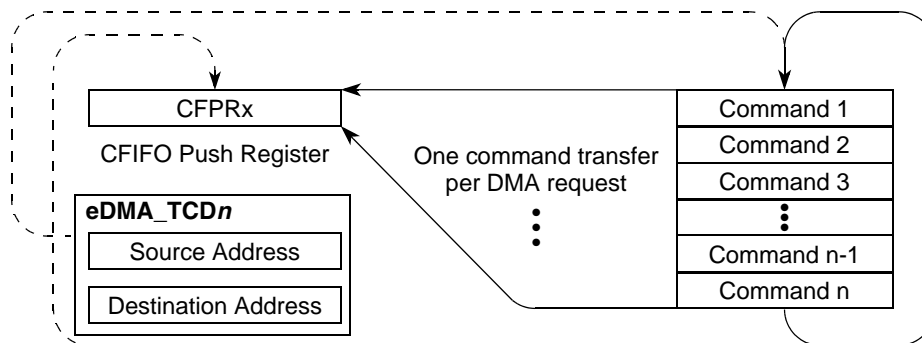 CFPRx
CFIFO Push Register
eDMA_TCDn
Source Address
Destination Address
One command transfer
per DMA request
Command 1
Command 2
Command 3
Command n-1
Command n